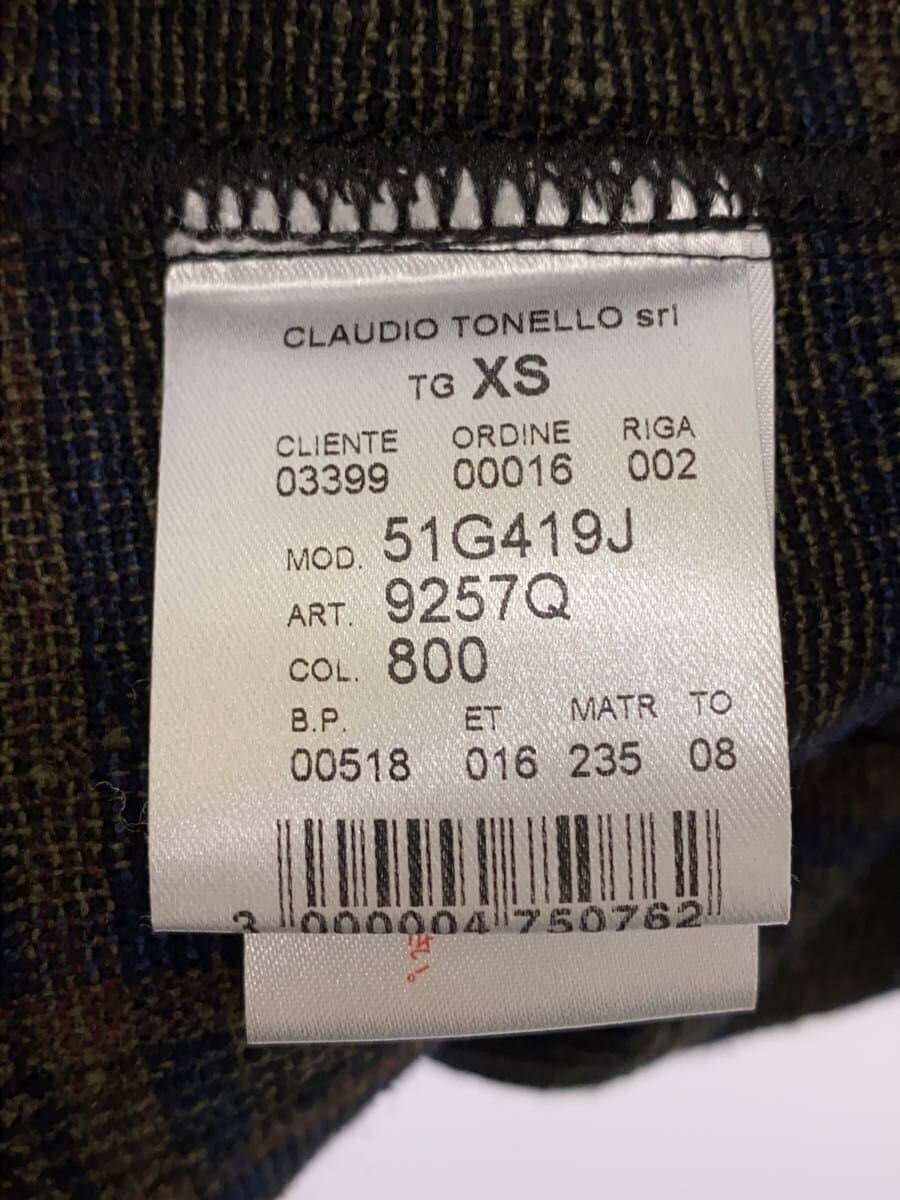 CLAUDIO TONELLO srl
TG XS
CLIENTE ORDINE RIGA
03399 00016 002
MOD. 51G419J
ART. 9257Q
COL. 800
B.P. ET MATR TO
00518 016 235 08
3 000004 750762